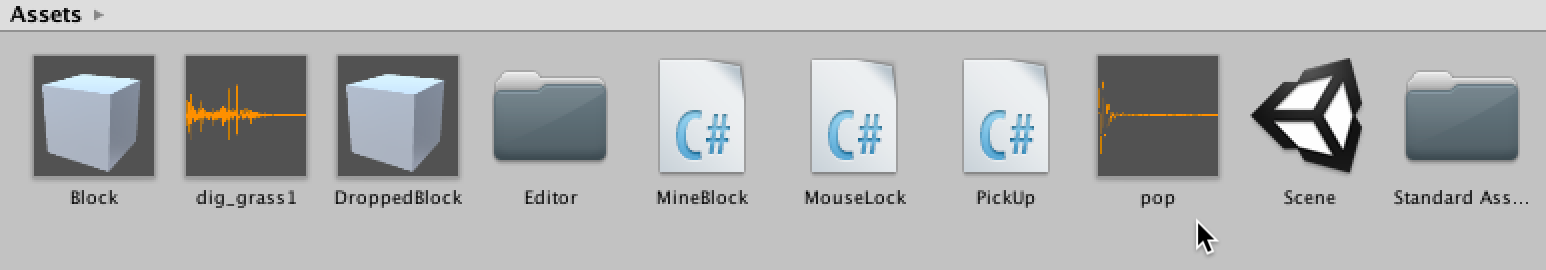 Assets
C# C# C#
Block dig_grass1 DroppedBlock Editor MineBlock MouseLock PickUp pop Scene Standard Ass...